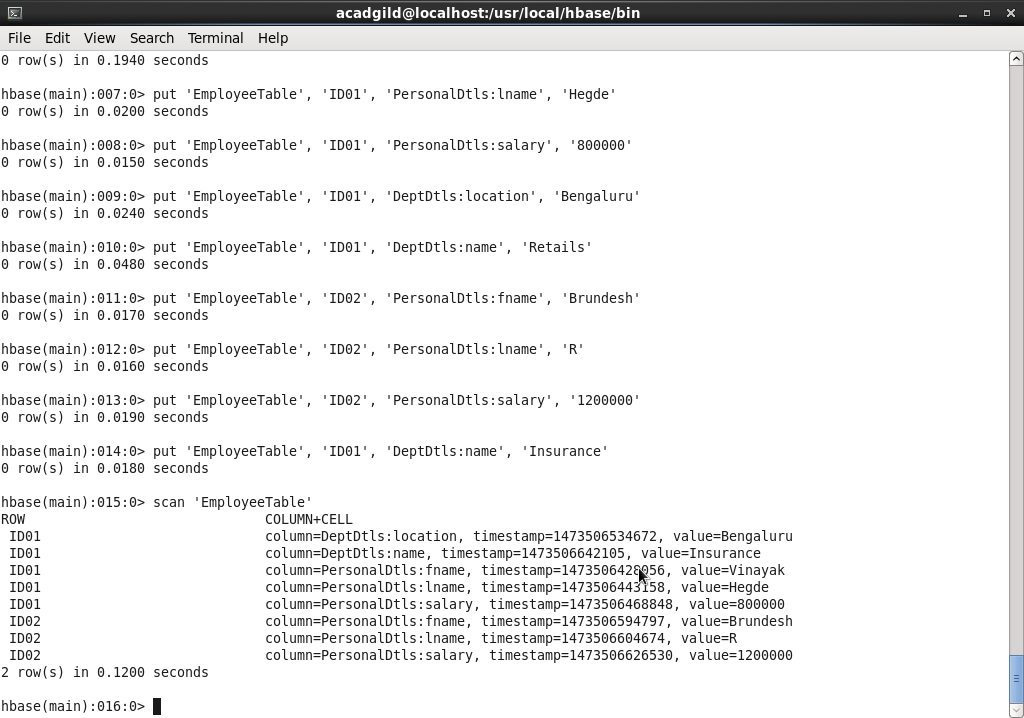 acadgild@localhost:/usr/local/hbase/bin
File Edit View Search Terminal Help
0 row(s) in 0.1940 seconds
hbase(main):007:0> put 'EmployeeTable', 'ID01', 'PersonalDtls:lname', 'Hegde'
0 row(s) in 0.0200 seconds
hbase(main):008:0> put 'EmployeeTable', 'ID01', 'PersonalDtls:salary', '800000'
0 row(s) in 0.0150 seconds
hbase(main):009:0> put 'EmployeeTable', 'ID01', 'DeptDtls:location', 'Bengaluru'
0 row(s) in 0.0240 seconds
hbase(main):010:0> put 'EmployeeTable', 'ID01', 'DeptDtls:name', 'Retails'
0 row(s) in 0.0480 seconds
hbase(main):011:0> put 'EmployeeTable', 'ID02', 'PersonalDtls:fname', 'Brundesh'
0 row(s) in 0.0170 seconds
hbase(main):012:0> put 'EmployeeTable', 'ID02', 'PersonalDtls:lname', 'R'
0 row(s) in 0.0160 seconds
hbase(main):013:0> put 'EmployeeTable', 'ID02', 'PersonalDtls:salary', '1200000'
0 row(s) in 0.0190 seconds
hbase(main):014:0> put 'EmployeeTable', 'ID01', 'DeptDtls:name', 'Insurance'
0 row(s) in 0.0180 seconds
hbase(main):015:0> scan 'EmployeeTable'
ROW COLUMN+CELL
ID01 column=DeptDtls:location, timestamp=1473506534672, value=Bengaluru
ID01 column=DeptDtls:name, timestamp=1473506642105, value=Insurance
ID01 column=PersonalDtls:fname, timestamp=1473506428056, value=Vinayak
ID01 column=PersonalDtls:lname, timestamp=1473506443158, value=Hegde
ID01 column=PersonalDtls:salary, timestamp=1473506468848, value=800000
ID02 column=PersonalDtls:fname, timestamp=1473506594797, value=Brundesh
ID02 column=PersonalDtls:lname, timestamp=1473506604674, value=R
ID02 column=PersonalDtls:salary, timestamp=1473506626530, value=1200000
2 row(s) in 0.1200 seconds
hbase(main):016:0>